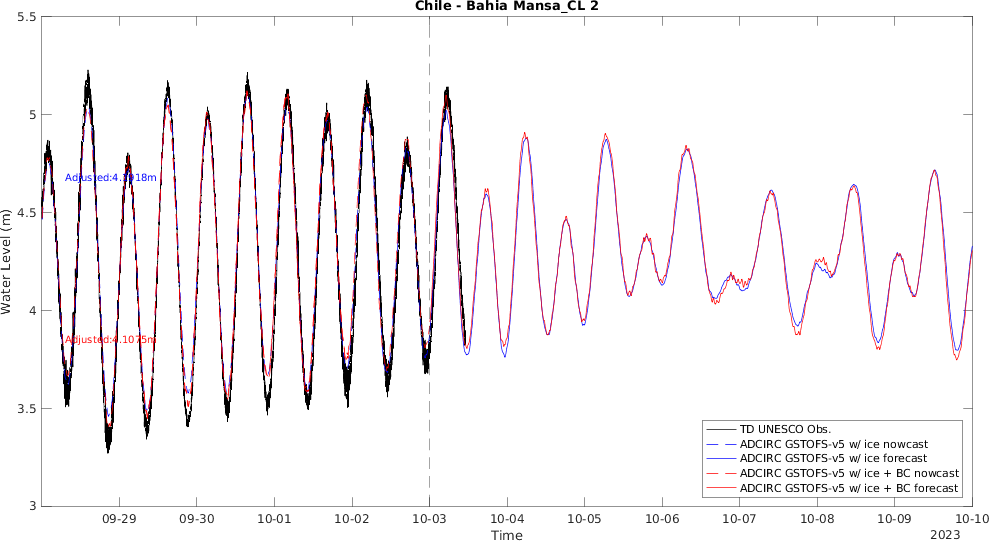 Chile - Bahia Mansa_CL 2
5.5
5
4.5
4
3.5
3
Water Level (m)
Adjusted:4.1918m
Adjusted:4.1075m
TD UNESCO Obs.
ADCIRC GSTOFS-v5 w/ ice nowcast
ADCIRC GSTOFS-v5 w/ ice forecast
ADCIRC GSTOFS-v5 w/ ice + BC nowcast
ADCIRC GSTOFS-v5 w/ ice + BC forecast
09-29 09-30 10-01 10-02 10-03 10-04 10-05 10-06 10-07 10-08 10-09 10-10
Time
2023